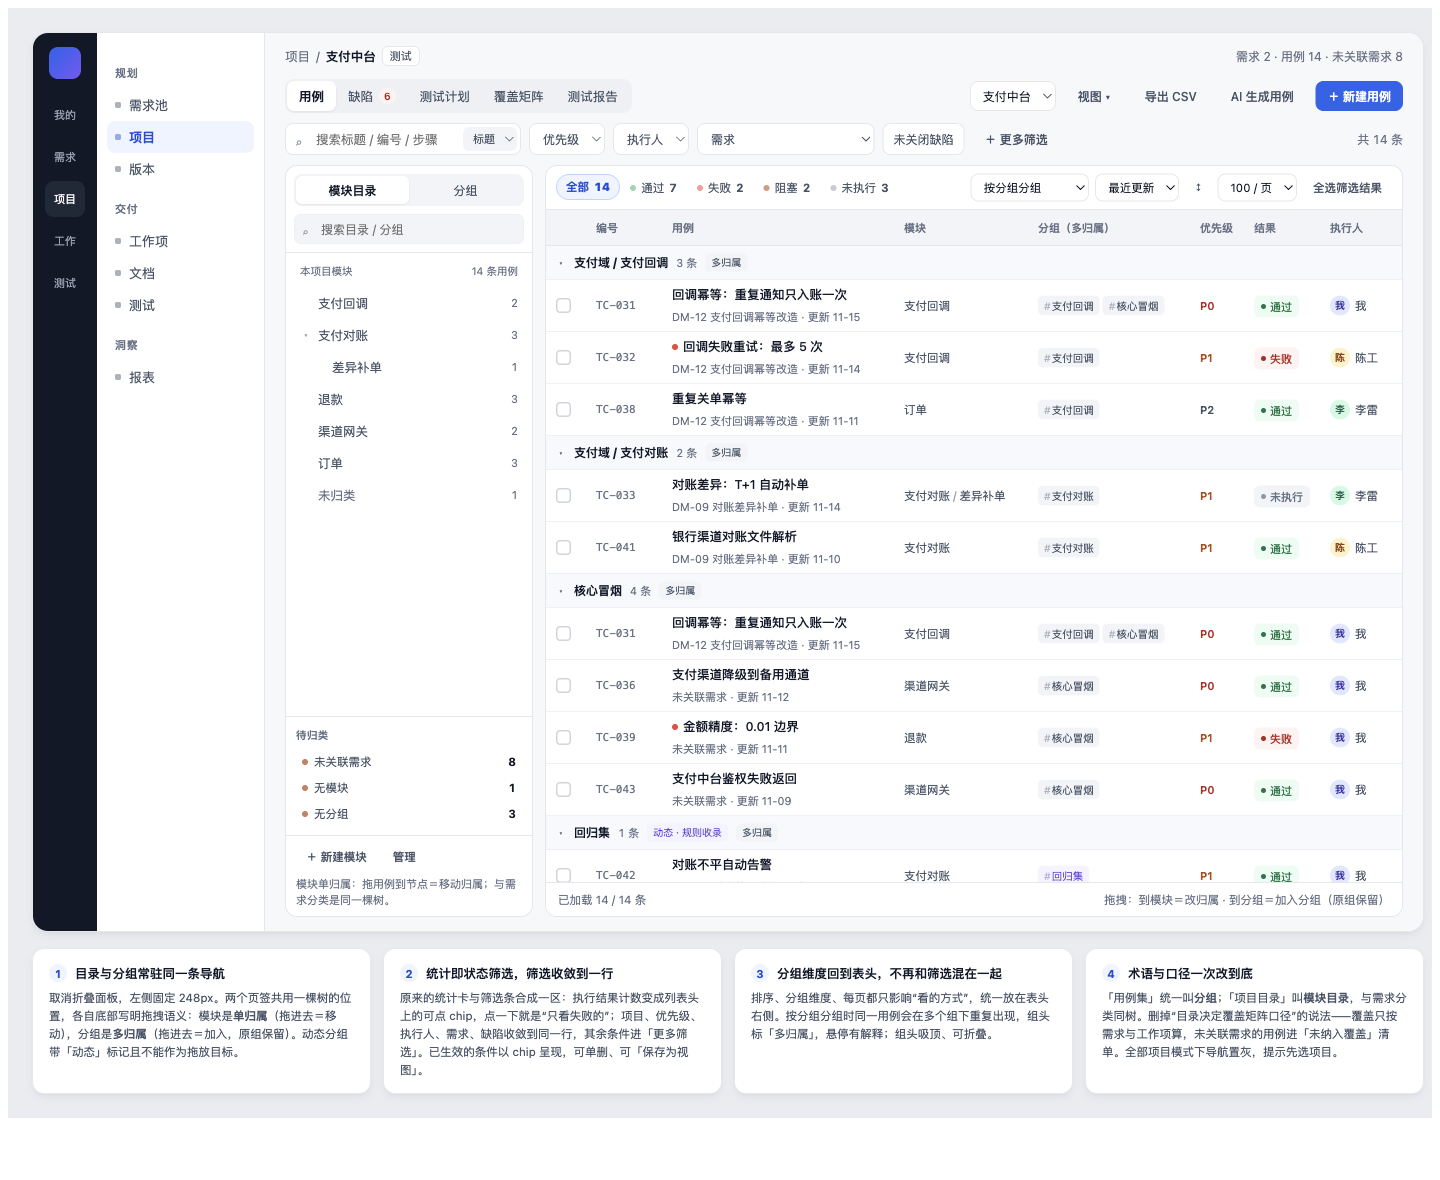 我的
需求
项目
工作
测试
规划
需求池
项目
版本
交付
工作项
文档
测试
洞察
报表
项目 / 支付中台 测试
需求 2 · 用例 14 · 未关联需求 8
用例 缺陷 6 测试计划 覆盖矩阵 测试报告
支付中台 视图 ▾ 导出 CSV AI 生成用例 ＋ 新建用例
搜索标题 / 编号 / 步骤 标题 优先级 执行人 需求 未关闭缺陷 ＋ 更多筛选 共 14 条
模块目录 分组
搜索目录 / 分组
本项目模块 14 条用例
支付回调 2
支付对账 3
差异补单 1
退款 3
渠道网关 2
订单 3
未归类 1
待归类
未关联需求 8
无模块 1
无分组 3
＋ 新建模块 管理
模块单归属：拖用例到节点＝移动归属；与需
求分类是同一棵树。
全部 14 通过 7 失败 2 阻塞 2 未执行 3 按分组分组 最近更新 ↕ 100 / 页 全选筛选结果
编号 用例 模块 分组（多归属） 优先级 结果 执行人
支付域 / 支付回调 3 条 多归属
TC-031 回调幂等：重复通知只入账一次 支付回调 #支付回调 #核心冒烟 P0 通过 我 我
DM-12 支付回调幂等改造 · 更新 11-15
TC-032 回调失败重试：最多 5 次 支付回调 #支付回调 P1 失败 陈 陈工
DM-12 支付回调幂等改造 · 更新 11-14
TC-038 重复关单幂等 订单 #支付回调 P2 通过 李 李雷
DM-12 支付回调幂等改造 · 更新 11-11
支付域 / 支付对账 2 条 多归属
TC-033 对账差异：T+1 自动补单 支付对账 / 差异补单 #支付对账 P1 未执行 李 李雷
DM-09 对账差异补单 · 更新 11-14
TC-041 银行渠道对账文件解析 支付对账 #支付对账 P1 通过 陈 陈工
DM-09 对账差异补单 · 更新 11-10
核心冒烟 4 条 多归属
TC-031 回调幂等：重复通知只入账一次 支付回调 #支付回调 #核心冒烟 P0 通过 我 我
DM-12 支付回调幂等改造 · 更新 11-15
TC-036 支付渠道降级到备用通道 渠道网关 #核心冒烟 P0 通过 我 我
未关联需求 · 更新 11-12
TC-039 金额精度：0.01 边界 退款 #核心冒烟 P1 失败 我 我
未关联需求 · 更新 11-11
TC-043 支付中台鉴权失败返回 渠道网关 #核心冒烟 P0 通过 我 我
未关联需求 · 更新 11-09
回归集 1 条 动态 · 规则收录 多归属
TC-042 对账不平自动告警 支付对账 #回归集 P1 通过 我 我
已加载 14 / 14 条 拖拽：到模块＝改归属 · 到分组＝加入分组（原组保留）
1 目录与分组常驻同一条导航
取消折叠面板，左侧固定 248px。两个页签共用一棵树的位
置，各自底部写明拖拽语义：模块是单归属（拖进去＝移
动），分组是多归属（拖进去＝加入，原组保留）。动态分组
带「动态」标记且不能作为拖放目标。
2 统计即状态筛选，筛选收敛到一行
原来的统计卡与筛选条合成一区：执行结果计数变成列表头
上的可点 chip，点一下就是“只看失败的”；项目、优先级、
执行人、需求、缺陷收敛到同一行，其余条件进「更多筛
选」。已生效的条件以 chip 呈现，可单删、可「保存为视
图」。
3 分组维度回到表头，不再和筛选混在一起
排序、分组维度、每页都只影响“看的方式”，统一放在表头
右侧。按分组分组时同一用例会在多个组下重复出现，组头
标「多归属」，悬停有解释；组头吸顶、可折叠。
4 术语与口径一次改到底
「用例集」统一叫分组；「项目目录」叫模块目录，与需求分
类同树。删掉“目录决定覆盖矩阵口径”的说法——覆盖只按
需求与工作项算，未关联需求的用例进「未纳入覆盖」清
单。全部项目模式下导航置灰，提示先选项目。